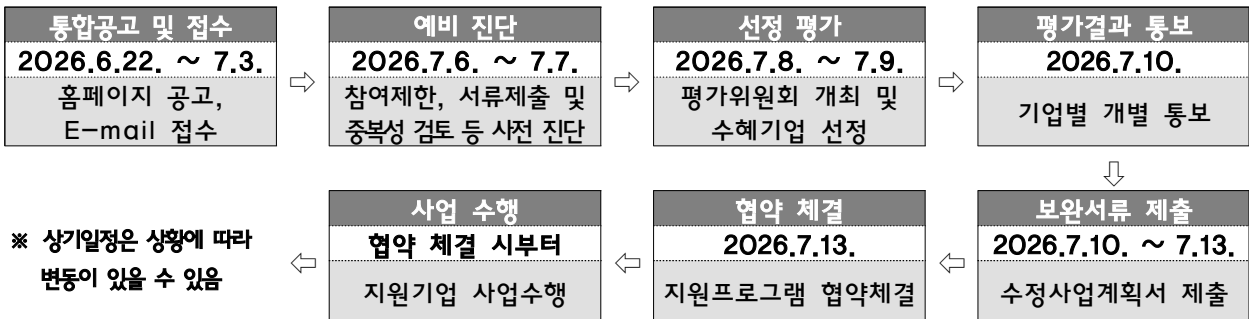 통합공고 및 접수
2026.6.22. ~ 7.3.
홈페이지 공고,
E-mail 접수
예비 진단
2026.7.6. ~ 7.7.
참여제한, 서류제출 및
중복성 검토 등 사전 진단
선정 평가
2026.7.8. ~ 7.9.
평가위원회 개최 및
수혜기업 선정
평가결과 통보
2026.7.10.
기업별 개별 통보
보완서류 제출
2026.7.10. ~ 7.13.
수정사업계획서 제출
협약 체결
2026.7.13.
지원프로그램 협약체결
사업 수행
협약 체결 시부터
지원기업 사업수행
※ 상기일정은 상황에 따라
변동이 있을 수 있음